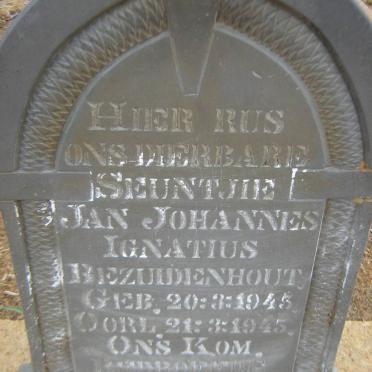 HIER RUS
ONS DIERBARE
SEUNTJIE
JAN JOHANNES
IGNATIUS
BEZUIDENHOUT.
GEB. 20:3:1945
OORL 21:3:1945.
ONS KOM.